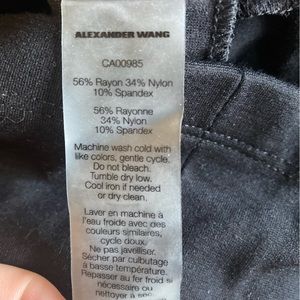 ALEXANDER WANG
CA00985
56% Rayon 34% Nylon
10% Spandex
56% Rayonne
34% Nylon
10% Spandex
Machine wash cold with
like colors, gentle cycle.
Do not bleach.
Tumble dry low.
Cool iron if needed
or dry clean.
Laver en machine à
l'eau froide avec des
couleurs similaires,
cycle doux.
Ne pas javelliser.
Sécher par culbutage
à basse température.
Repasser au fer froid si
nécessaire ou
nettoyer à sec